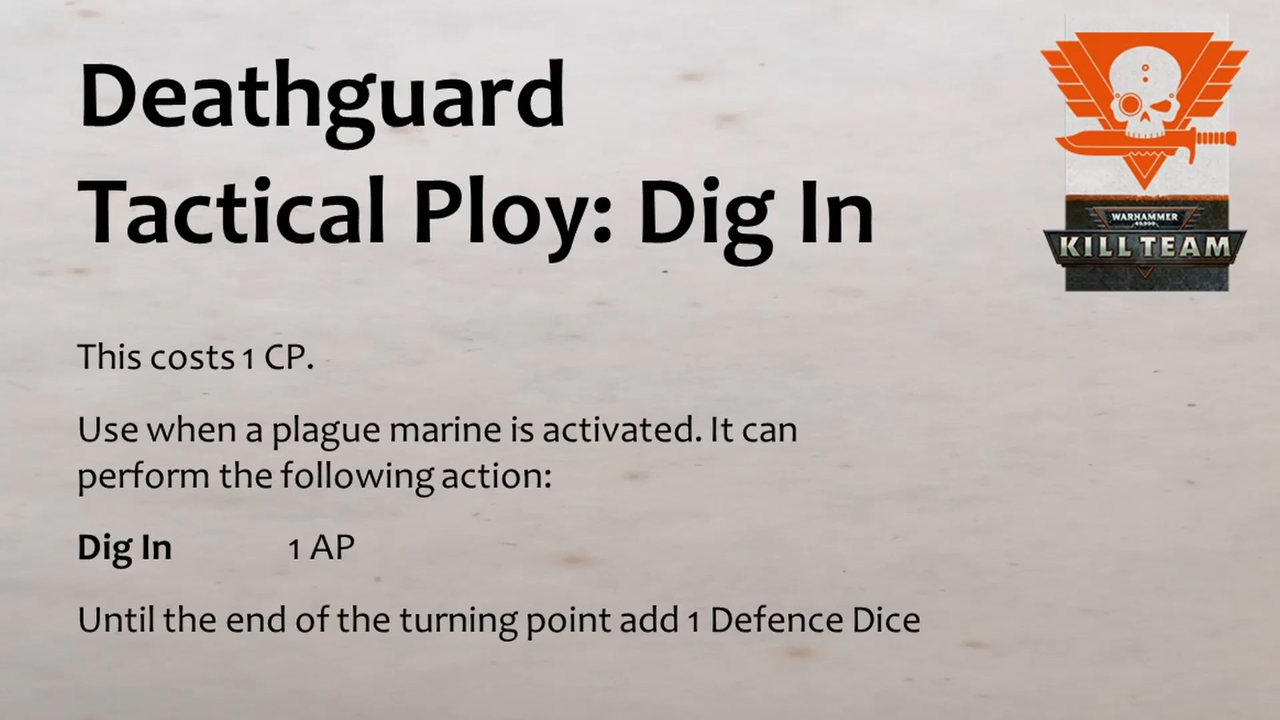 Deathguard
Tactical Ploy: Dig In
WARHAMMER
40,000
KILL TEAM
This costs 1 CP.
Use when a plague marine is activated. It can
perform the following action:
Dig In 1 AP
Until the end of the turning point add 1 Defence Dice